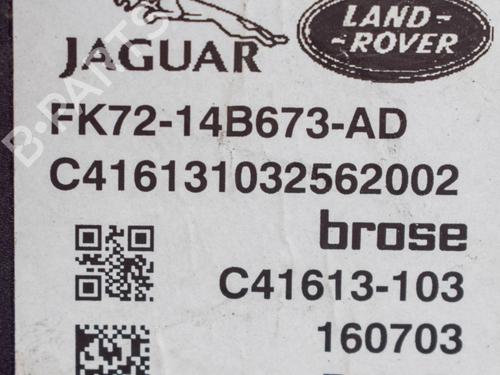 JAGUAR
LAND-
-ROVER
FK72-14B673-AD
C416131032562002
brose
C41613-103
160703
B-PARTS